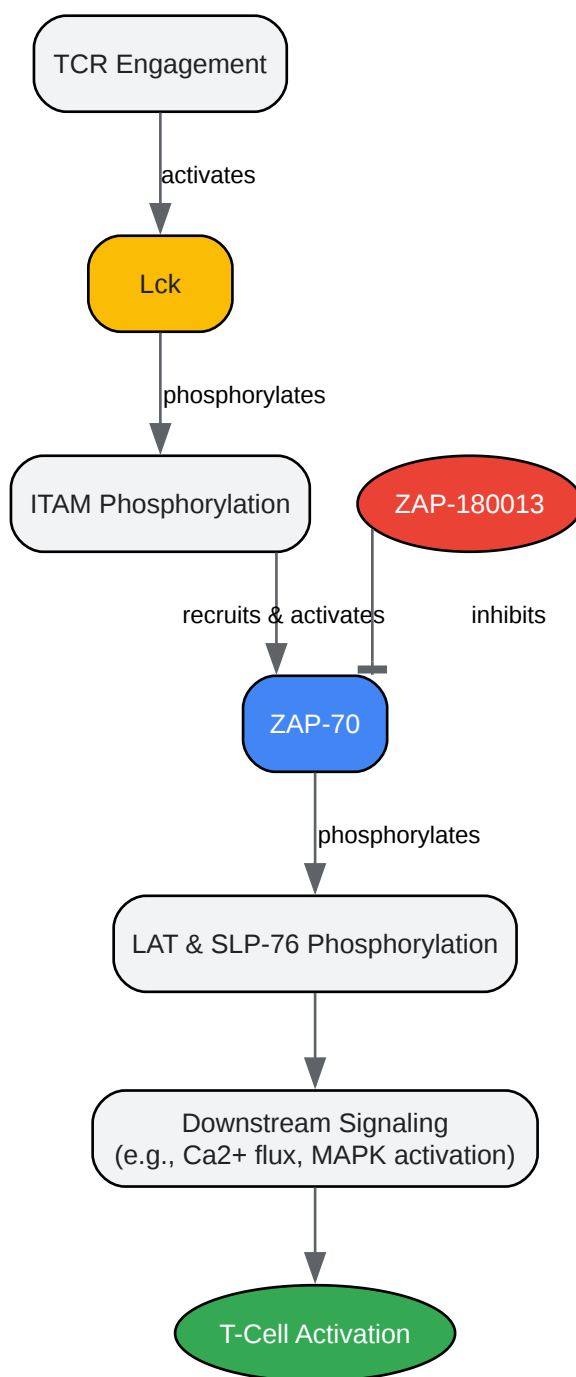 TCR Engagement
activates
Lck
phosphorylates
ITAM Phosphorylation
ZAP-180013
recruits & activates
inhibits
ZAP-70
phosphorylates
LAT & SLP-76 Phosphorylation
Downstream Signaling
(e.g., Ca2+ flux, MAPK activation)
T-Cell Activation